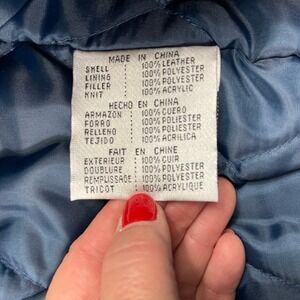 MADE IN CHINA
SHELL 100% LEATHER
LINING 100% POLYESTER
FILLER 100% POLYESTER
KNIT 100% ACRYLIC
HECHO EN CHINA
ARMAZON 100% CUERO
FORRO 100% POLIESTER
RELLENO 100% POLIESTER
TEJIDO 100% ACRILICA
FAIT EN CHINE
EXTERIEUR 100% CUIR
DOUBLURE 100% POLYESTER
REMPLISSAGE 100% POLYESTER
TRICOT 100% ACRYLIQUE